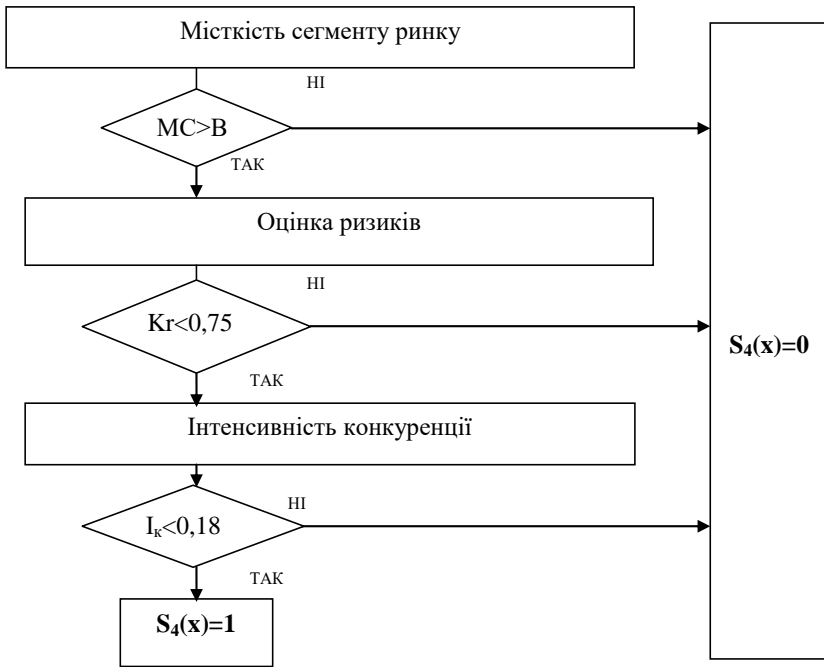 Місткість сегменту ринку
НІ
МС>В
ТАК
Оцінка ризиків
НІ
Kr<0,75
ТАК
S₄(x)=0
Інтенсивність конкуренції
НІ
Iк<0,18
ТАК
S₄(x)=1